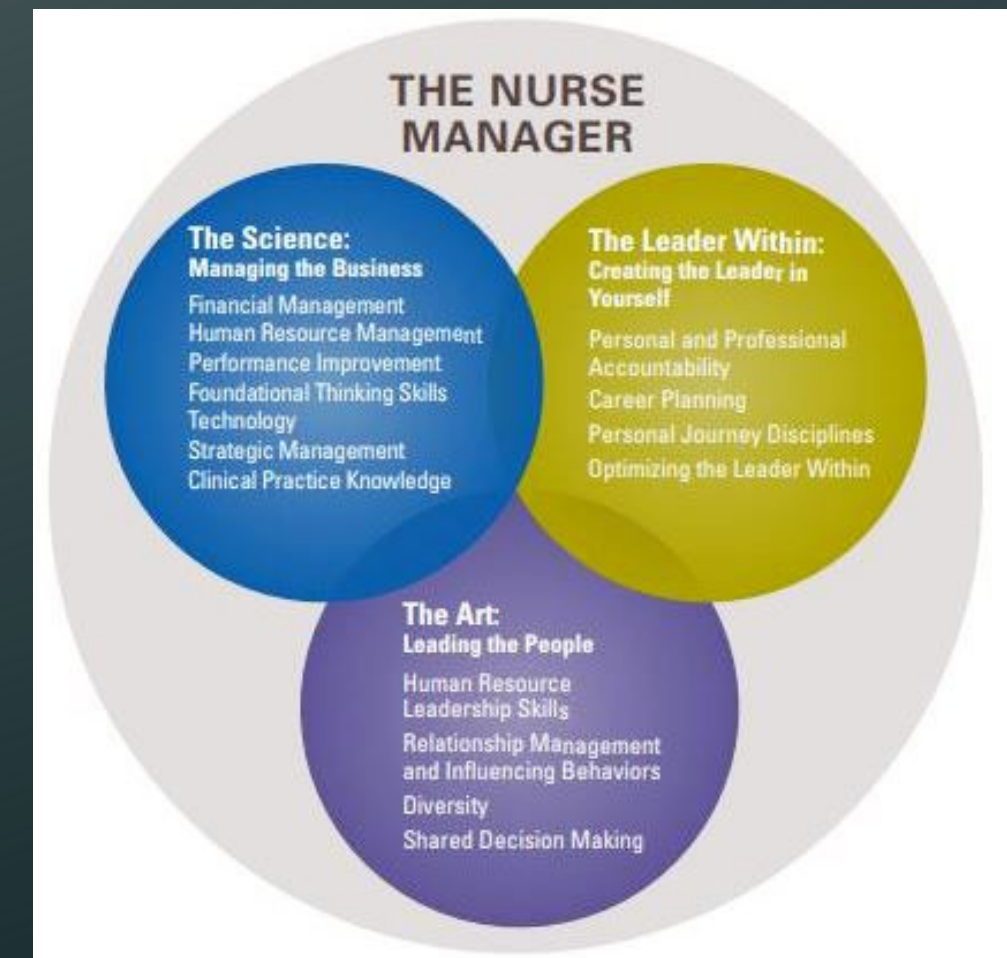 THE NURSE
MANAGER
The Science:
Managing the Business
Financial Management
Human Resource Management
Performance Improvement
Foundational Thinking Skills
Technology
Strategic Management
Clinical Practice Knowledge
The Leader Within:
Creating the Leader in
Yourself
Personal and Professional
Accountability
Career Planning
Personal Journey Disciplines
Optimizing the Leader Within
The Art:
Leading the People
Human Resource
Leadership Skills
Relationship Management
and Influencing Behaviors
Diversity
Shared Decision Making